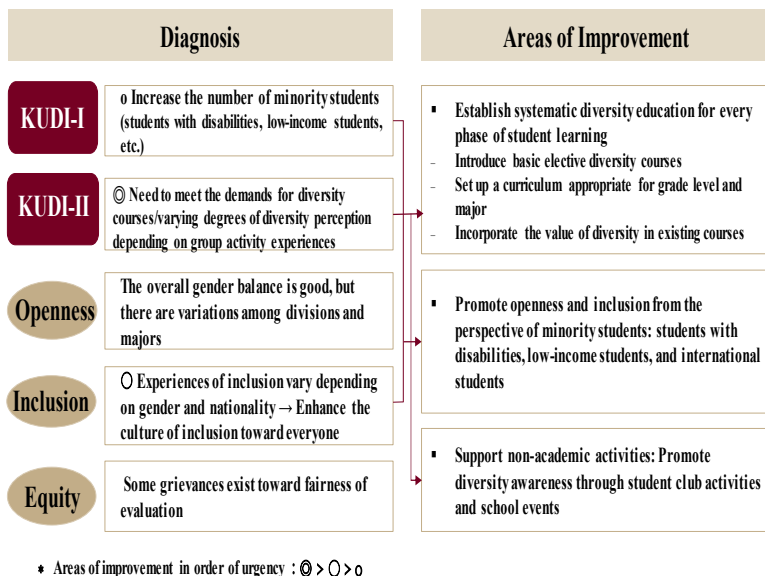 Diagnosis
Areas of Improvement
KUDI-I
o Increase the number of minority students
(students with disabilities, low-income students,
etc.)
KUDI-II
◎ Need to meet the demands for diversity
courses/varying degrees of diversity perception
depending on group activity experiences
Openness
The overall gender balance is good, but
there are variations among divisions and
majors
Inclusion
○ Experiences of inclusion vary depending
on gender and nationality → Enhance the
culture of inclusion toward everyone
Equity
Some grievances exist toward fairness of
evaluation
▪ Establish systematic diversity education for every
phase of student learning
– Introduce basic elective diversity courses
– Set up a curriculum appropriate for grade level and
major
– Incorporate the value of diversity in existing courses
▪ Promote openness and inclusion from the
perspective of minority students: students with
disabilities, low-income students, and international
students
▪ Support non-academic activities: Promote
diversity awareness through student club activities
and school events
* Areas of improvement in order of urgency : ◎ > ○ > o